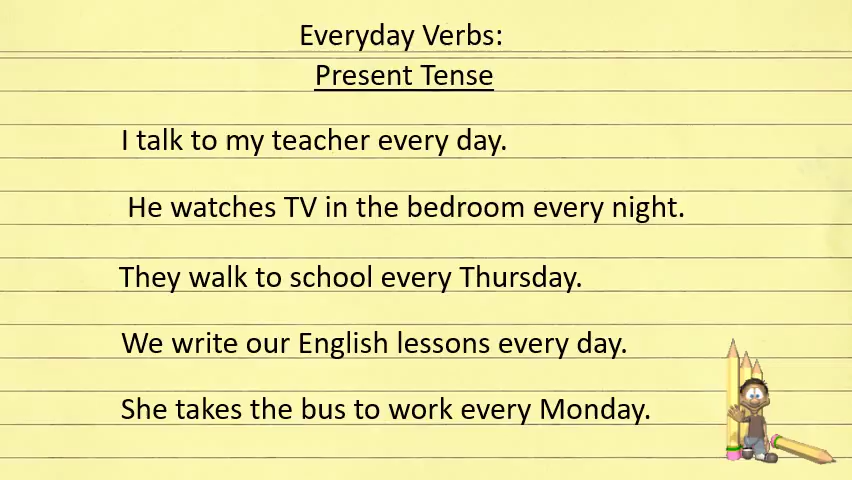 Everyday Verbs:
Present Tense
I talk to my teacher every day.
He watches TV in the bedroom every night.
They walk to school every Thursday.
We write our English lessons every day.
She takes the bus to work every Monday.